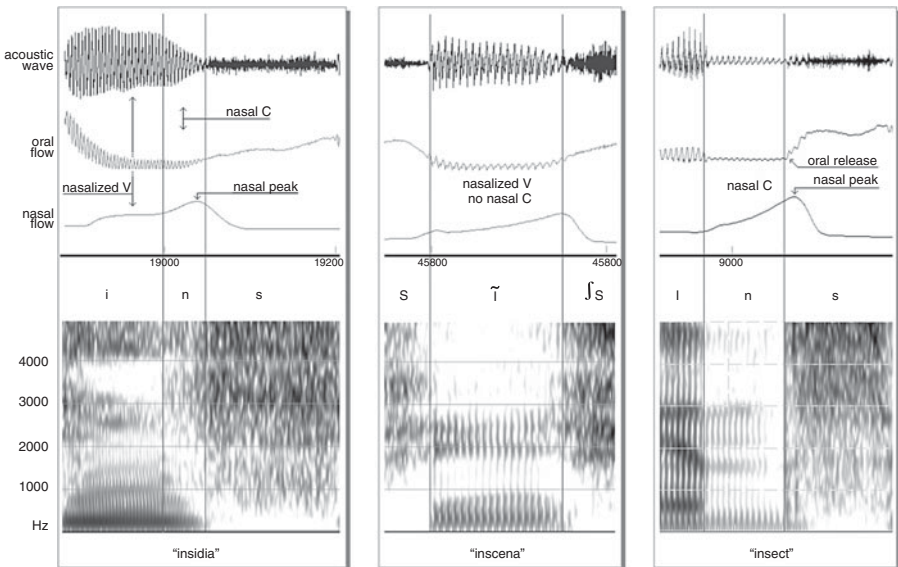 acoustic
wave
nasal C
oral
flow
nasalized V
nasal peak
nasal
flow
19000 19200
i n s
4000
3000
2000
1000
Hz
"insidia"
nasalized V
no nasal C
45800 45800
S ĩ ʃS
"inscena"
oral release
nasal C
nasal peak
9000
I n s
"insect"